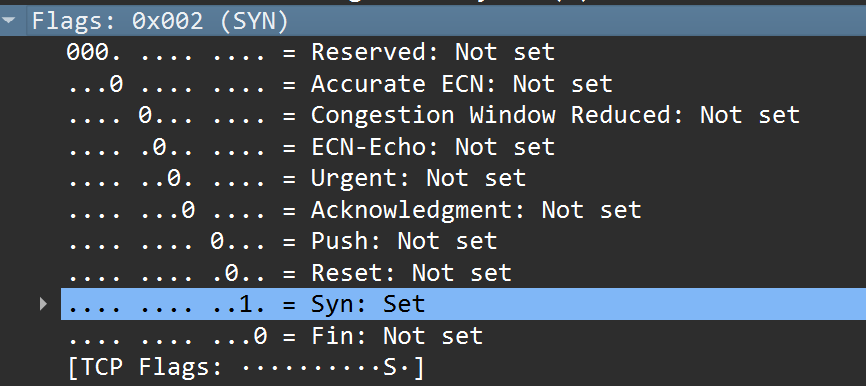 Flags: 0x002 (SYN)
000. .... .... = Reserved: Not set
...0 .... .... = Accurate ECN: Not set
.... 0... .... = Congestion Window Reduced: Not set
.... .0.. .... = ECN-Echo: Not set
.... ..0. .... = Urgent: Not set
.... ...0 .... = Acknowledgment: Not set
.... .... 0... = Push: Not set
.... .... .0.. = Reset: Not set
.... .... ..1. = Syn: Set
.... .... ...0 = Fin: Not set
[TCP Flags: ··········S·]